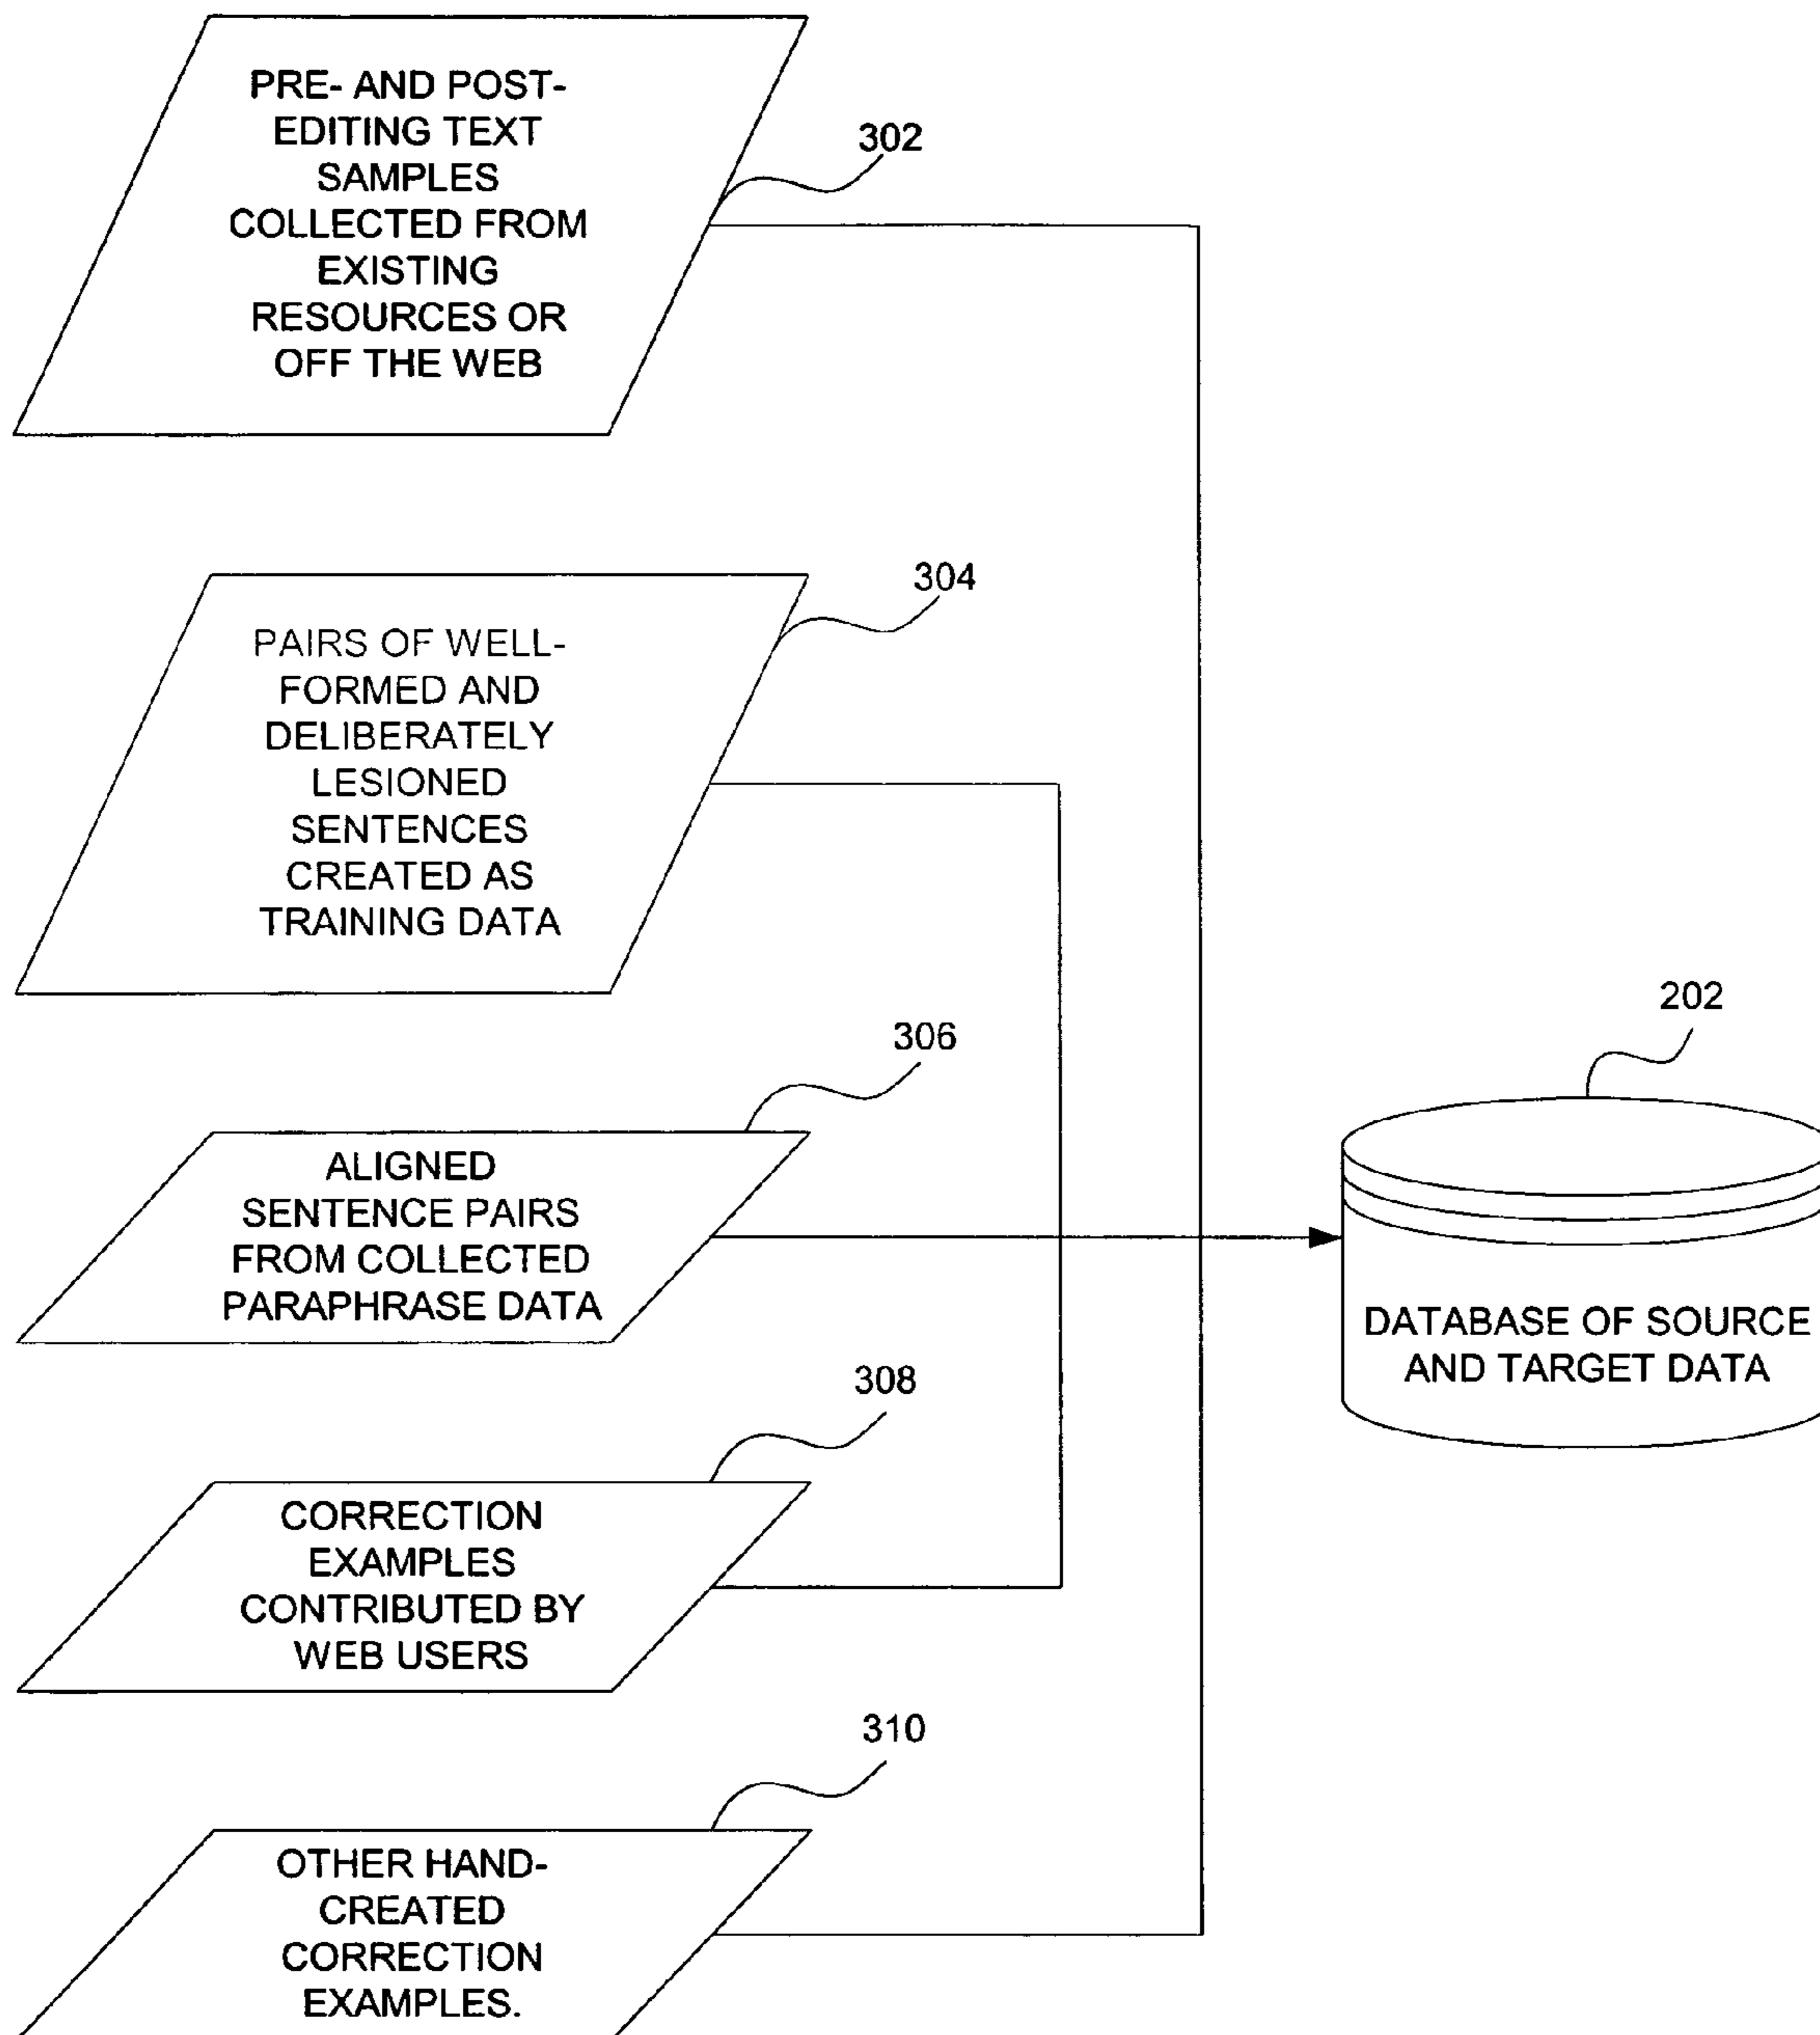 PRE- AND POST-
EDITING TEXT
SAMPLES
COLLECTED FROM
EXISTING
RESOURCES OR
OFF THE WEB
302
PAIRS OF WELL-
FORMED AND
DELIBERATELY
LESIONED
SENTENCES
CREATED AS
TRAINING DATA
304
ALIGNED
SENTENCE PAIRS
FROM COLLECTED
PARAPHRASE DATA
306
CORRECTION
EXAMPLES
CONTRIBUTED BY
WEB USERS
308
OTHER HAND-
CREATED
CORRECTION
EXAMPLES.
310
202
DATABASE OF SOURCE
AND TARGET DATA